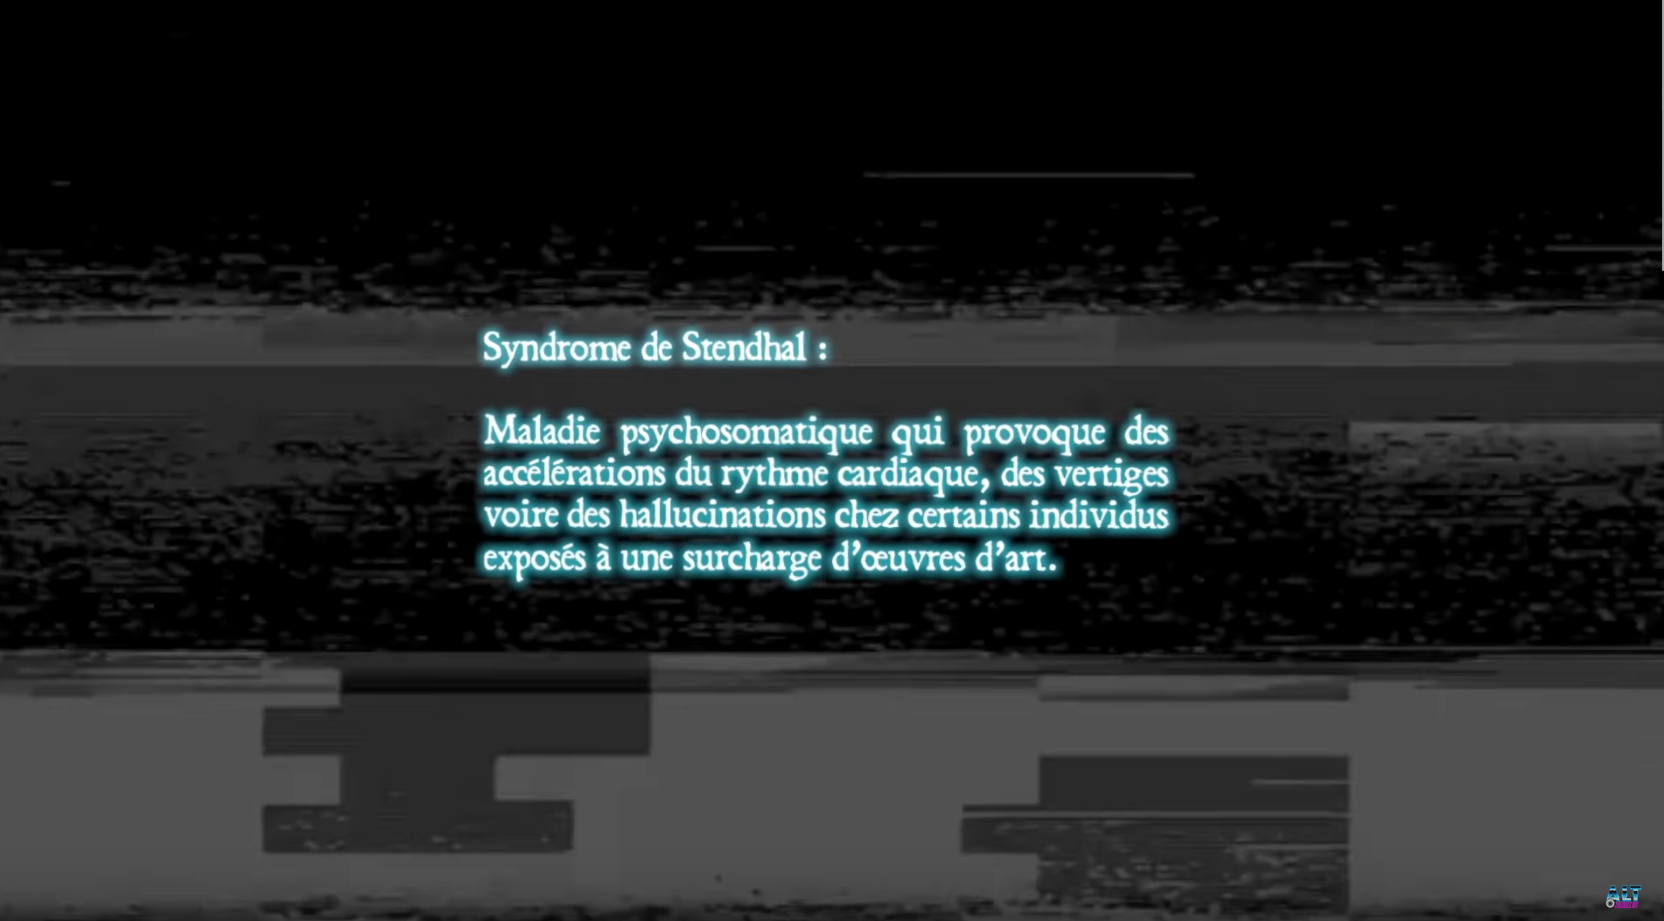 Syndrome de Stendhal :
Maladie psychosomatique qui provoque des
accélérations du rythme cardiaque, des vertiges
voire des hallucinations chez certains individus
exposés à une surcharge d'œuvres d'art.
ALT